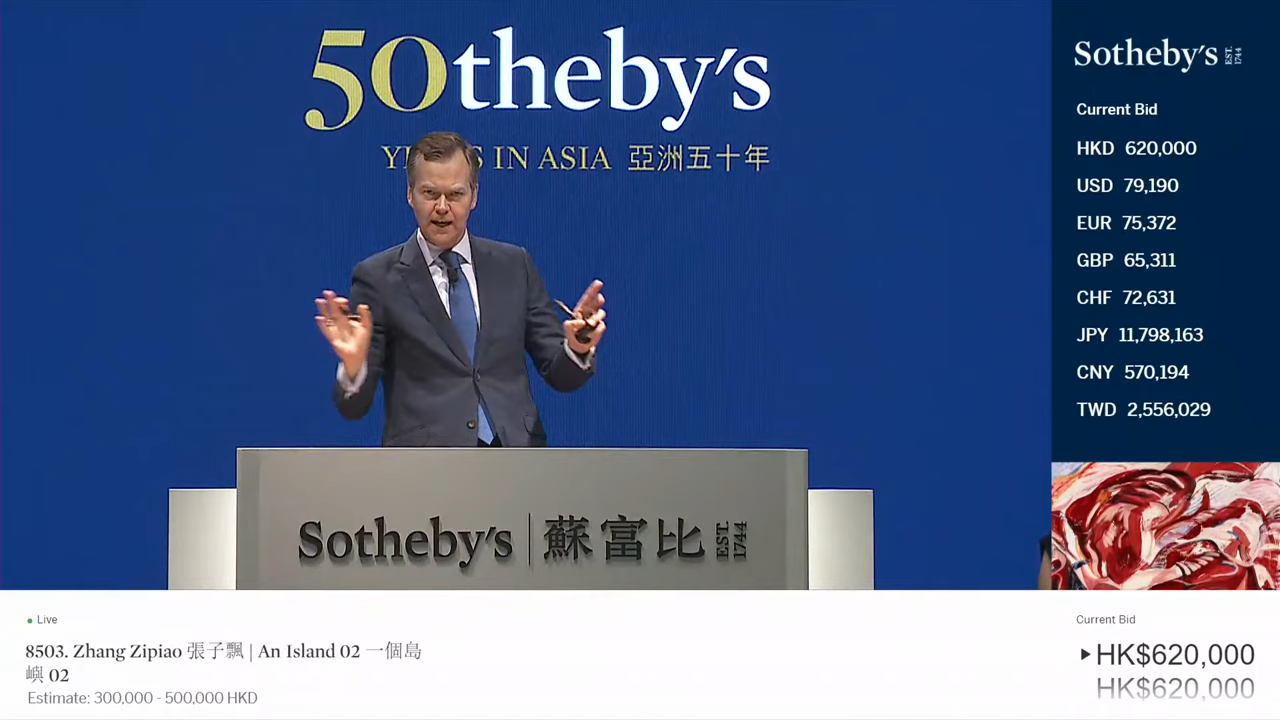 50theby's
YE S IN ASIA 亞洲五十年
Sotheby's | 蘇富比 EST. 1744
Sotheby's EST. 1744
Current Bid
HKD 620,000
USD 79,190
EUR 75,372
GBP 65,311
CHF 72,631
JPY 11,798,163
CNY 570,194
TWD 2,556,029
Live
8503. Zhang Zipiao 張子飄 | An Island 02 一個島
嶼 02
Estimate: 300,000 - 500,000 HKD
Current Bid
HK$620,000
HK$620,000